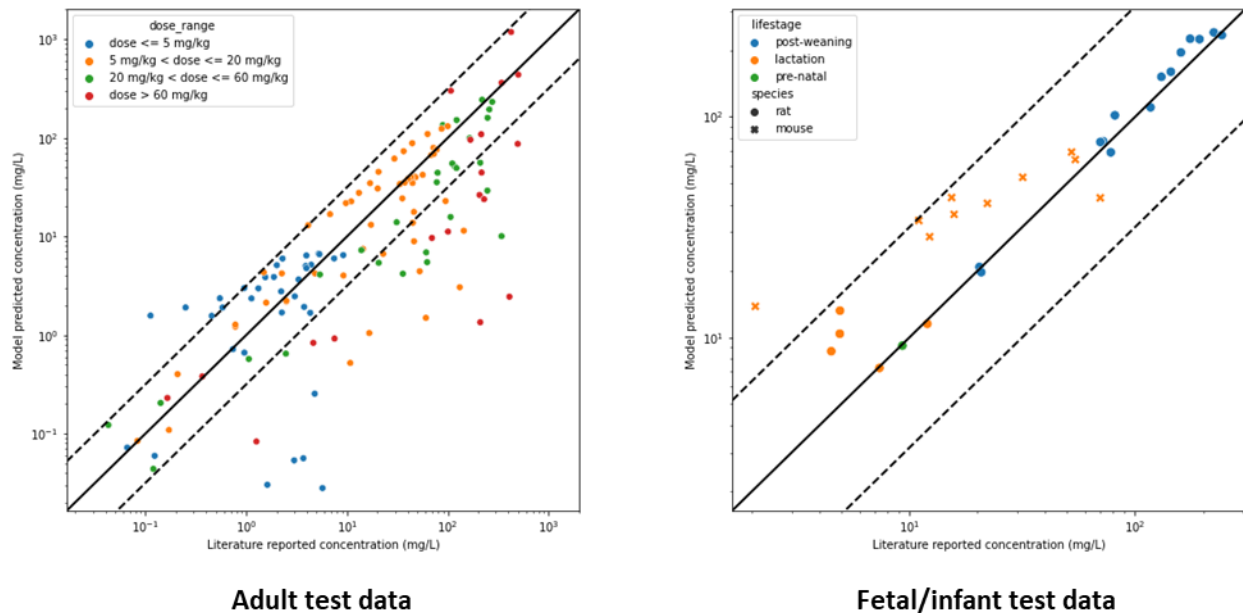 dose_range
dose <= 5 mg/kg
5 mg/kg < dose <= 20 mg/kg
20 mg/kg < dose <= 60 mg/kg
dose > 60 mg/kg
Model predicted concentration (mg/L)
10³
10²
10¹
10⁰
10⁻¹
10⁻¹ 10⁰ 10¹ 10² 10³
Literature reported concentration (mg/L)
Adult test data
lifestage
post-weaning
lactation
pre-natal
species
rat
mouse
Model predicted concentration (mg/L)
10²
10¹
10¹ 10²
Literature reported concentration (mg/L)
Fetal/infant test data